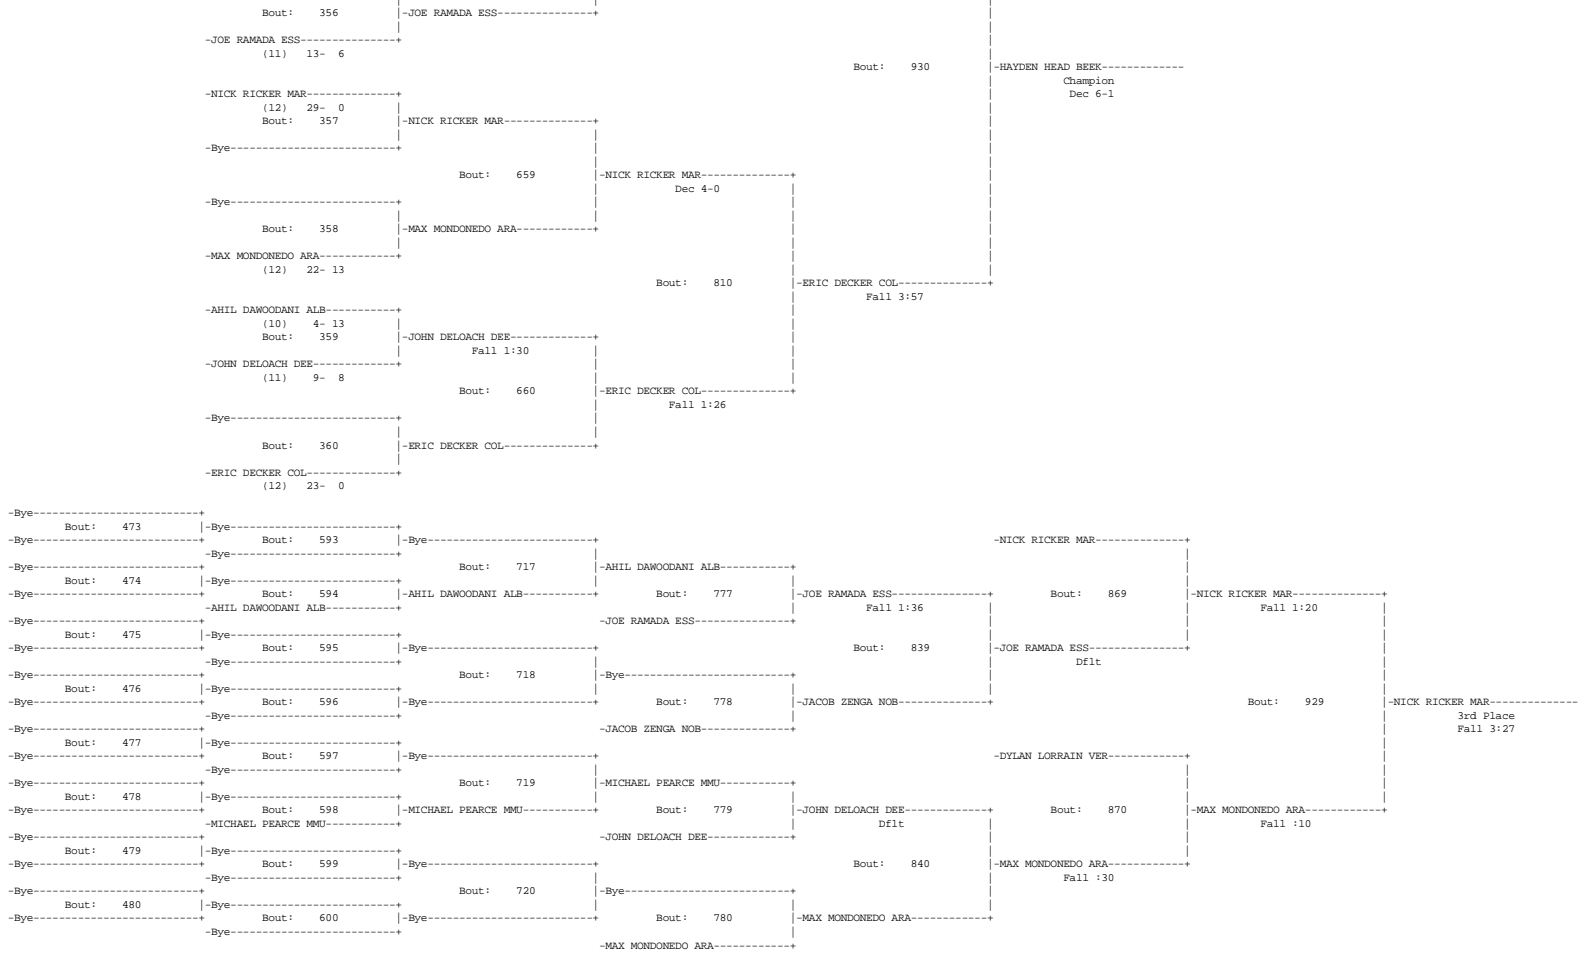 Bout: 356 |-JOE RAMADA ESS---------------+
-JOE RAMADA ESS---------------+
(11) 13- 6
Bout: 930 |-HAYDEN HEAD BEEK-------------
Champion
-NICK RICKER MAR--------------+ Dec 6-1
(12) 29- 0
Bout: 357 |-NICK RICKER MAR--------------+
-Bye--------------------------+
Bout: 659 |-NICK RICKER MAR--------------+
Dec 4-0
-Bye--------------------------+
Bout: 358 |-MAX MONDONEDO ARA------------+
-MAX MONDONEDO ARA------------+
(12) 22- 13
Bout: 810 |-ERIC DECKER COL--------------+
Fall 3:57
-AHIL DAWOODANI ALB-----------+
(10) 4- 13
Bout: 359 |-JOHN DELOACH DEE-------------+
Fall 1:30
-JOHN DELOACH DEE-------------+
(11) 9- 8
Bout: 660 |-ERIC DECKER COL--------------+
Fall 1:26
-Bye--------------------------+
Bout: 360 |-ERIC DECKER COL--------------+
-ERIC DECKER COL--------------+
(12) 23- 0
-Bye--------------------------+
Bout: 473 |-Bye--------------------------+
-Bye--------------------------+ Bout: 593 |-Bye--------------------------+ -NICK RICKER MAR--------------+
-Bye--------------------------+
-Bye--------------------------+ Bout: 717 |-AHIL DAWOODANI ALB-----------+
Bout: 474 |-Bye--------------------------+
-Bye--------------------------+ Bout: 594 |-AHIL DAWOODANI ALB-----------+ Bout: 777 |-JOE RAMADA ESS---------------+ Bout: 869 |-NICK RICKER MAR--------------+
-AHIL DAWOODANI ALB-----------+ Fall 1:36 Fall 1:20
-Bye--------------------------+ -JOE RAMADA ESS---------------+
Bout: 475 |-Bye--------------------------+
-Bye--------------------------+ Bout: 595 |-Bye--------------------------+ Bout: 839 |-JOE RAMADA ESS---------------+
-Bye--------------------------+ Dflt
-Bye--------------------------+ Bout: 718 |-Bye--------------------------+
Bout: 476 |-Bye--------------------------+
-Bye--------------------------+ Bout: 596 |-Bye--------------------------+ Bout: 778 |-JACOB ZENGA NOB--------------+ Bout: 929 |-NICK RICKER MAR--------------
-Bye--------------------------+ 3rd Place
-Bye--------------------------+ -JACOB ZENGA NOB--------------+ Fall 3:27
Bout: 477 |-Bye--------------------------+
-Bye--------------------------+ Bout: 597 |-Bye--------------------------+ -DYLAN LORRAIN VER------------+
-Bye--------------------------+
-Bye--------------------------+ Bout: 719 |-MICHAEL PEARCE MMU-----------+
Bout: 478 |-Bye--------------------------+
-Bye--------------------------+ Bout: 598 |-MICHAEL PEARCE MMU-----------+ Bout: 779 |-JOHN DELOACH DEE-------------+ Bout: 870 |-MAX MONDONEDO ARA------------+
-MICHAEL PEARCE MMU-----------+ Dflt Fall :10
-Bye--------------------------+ -JOHN DELOACH DEE-------------+
Bout: 479 |-Bye--------------------------+
-Bye--------------------------+ Bout: 599 |-Bye--------------------------+ Bout: 840 |-MAX MONDONEDO ARA------------+
-Bye--------------------------+ Fall :30
-Bye--------------------------+ Bout: 720 |-Bye--------------------------+
Bout: 480 |-Bye--------------------------+
-Bye--------------------------+ Bout: 600 |-Bye--------------------------+ Bout: 780 |-MAX MONDONEDO ARA------------+
-Bye--------------------------+
-MAX MONDONEDO ARA------------+